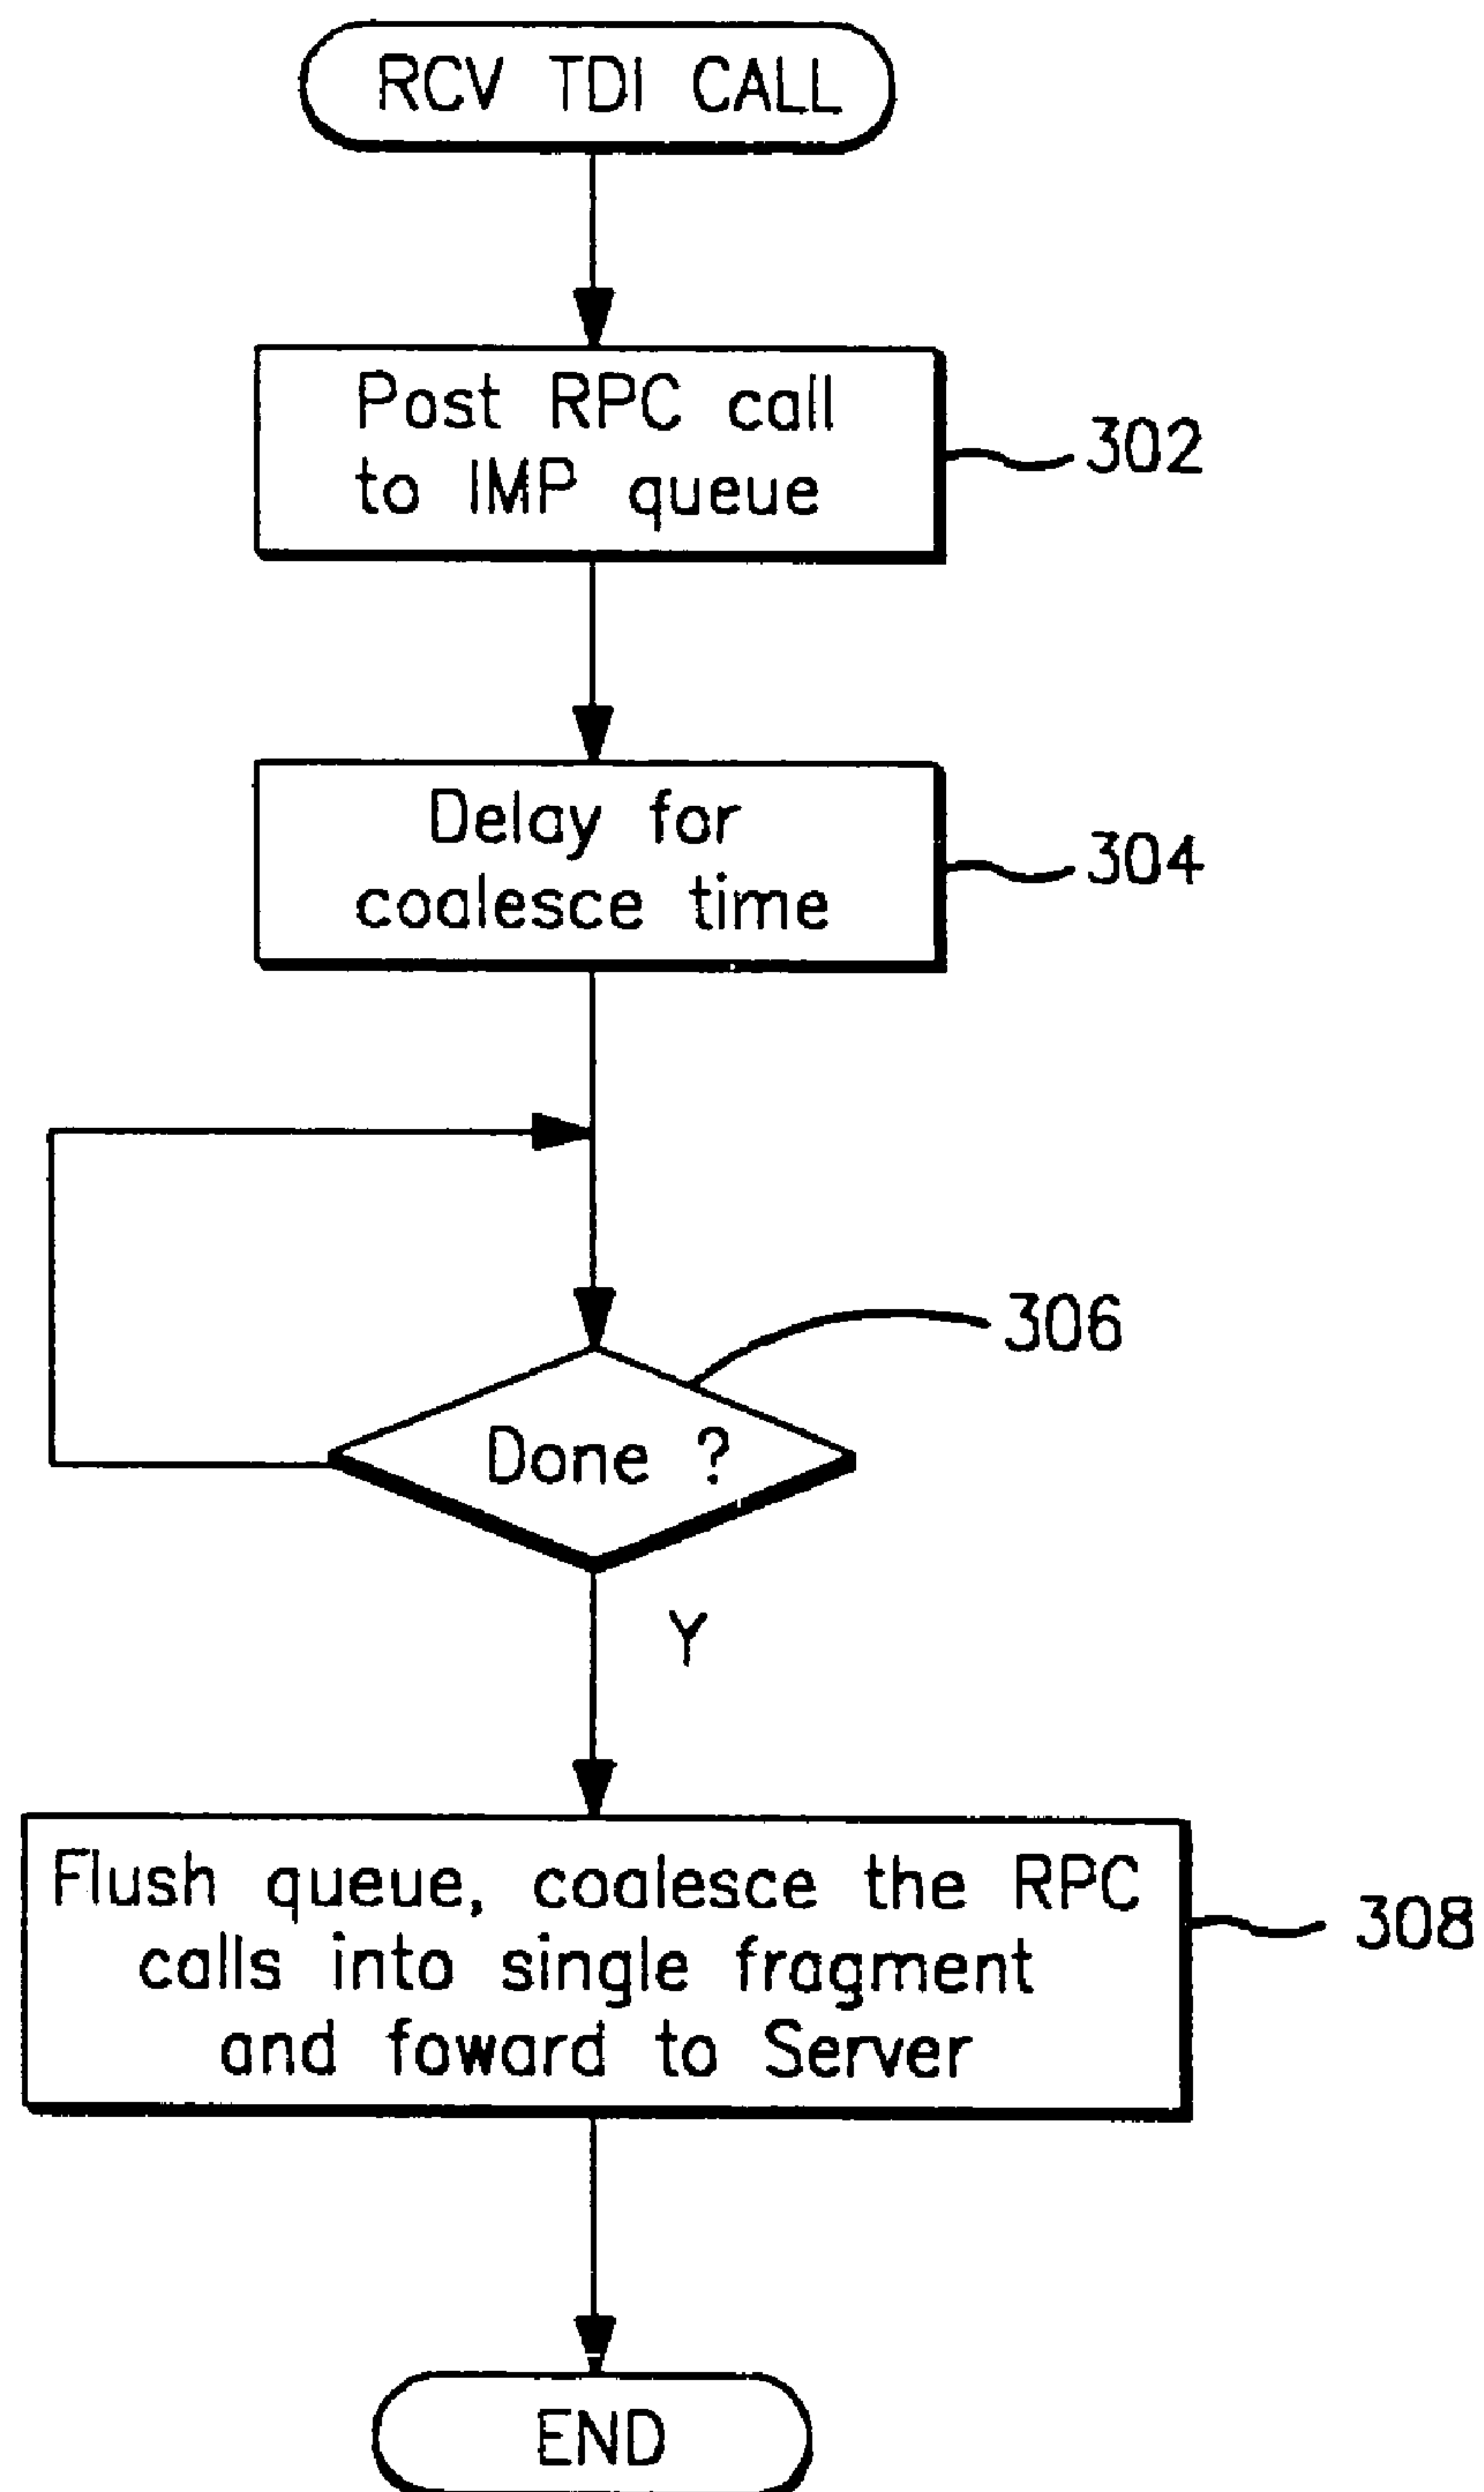 RCV TDI CALL
Post RPC call
to IMP queue
302
Delay for
coalesce time
304
306
Done ?
Y
Flush queue, coalesce the RPC
calls into single fragment
and foward to Server
308
END